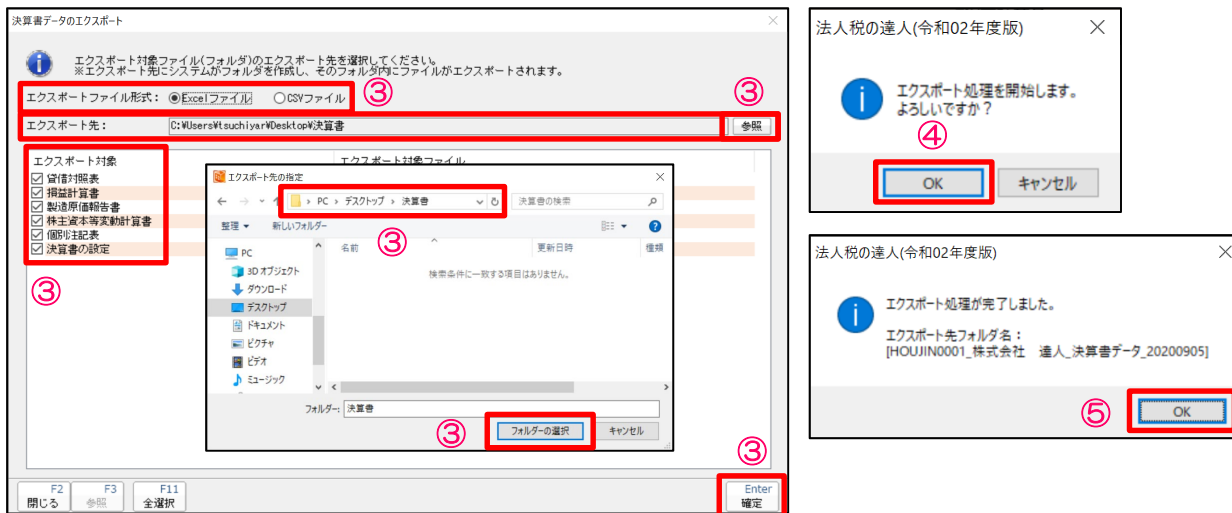 決算書データのエクスポート
エクスポート対象ファイル(フォルダ)のエクスポート先を選択してください。
※エクスポート先にシステムがフォルダを作成し、そのフォルダ内にファイルがエクスポートされます。
エクスポートファイル形式： Excelファイル CSVファイル ③ ③
エクスポート先： C:¥Users¥tsuchiyar¥Desktop¥決算書 参照
エクスポート対象 エクスポート対象ファイル
貸借対照表
損益計算書
製造原価報告書
株主資本等変動計算書
個別注記表
決算書の設定
③
エクスポート先の指定
PC › デスクトップ › 決算書 決算書の検索
整理 新しいフォルダー
③
名前 更新日時 種類
検索条件に一致する項目はありません。
PC
3D オブジェクト
ダウンロード
デスクトップ
ドキュメント
ピクチャ
ビデオ
ミュージック
フォルダー: 決算書
③ フォルダーの選択 キャンセル
③
F2 F3 F11 Enter
閉じる 参照 全選択 確定
法人税の達人(令和02年度版)
エクスポート処理を開始します。
よろしいですか？
④
OK キャンセル
法人税の達人(令和02年度版)
エクスポート処理が完了しました。
エクスポート先フォルダ名：
[HOUJIN0001_株式会社　達人_決算書データ_20200905]
⑤ OK